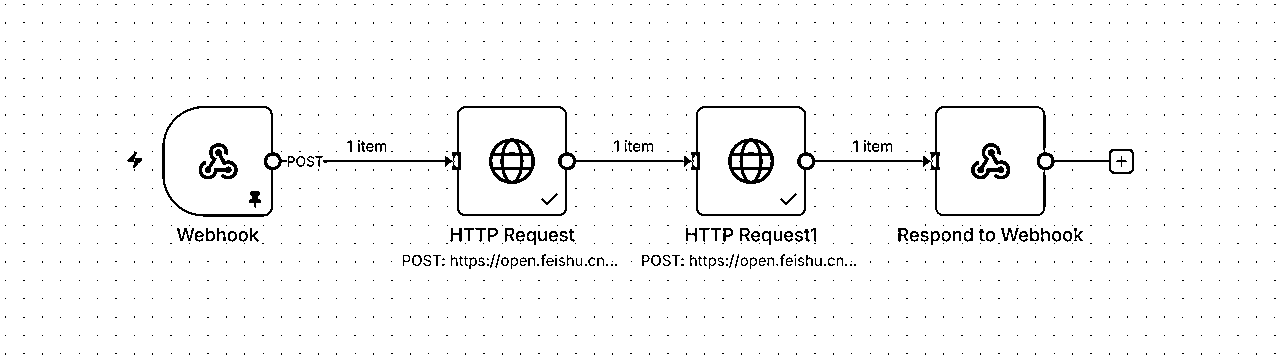 1 item
1 item
1 item
POST
Webhook
HTTP Request
HTTP Request1
Respond to Webhook
POST: https://open.feishu.cn...
POST: https://open.feishu.cn...